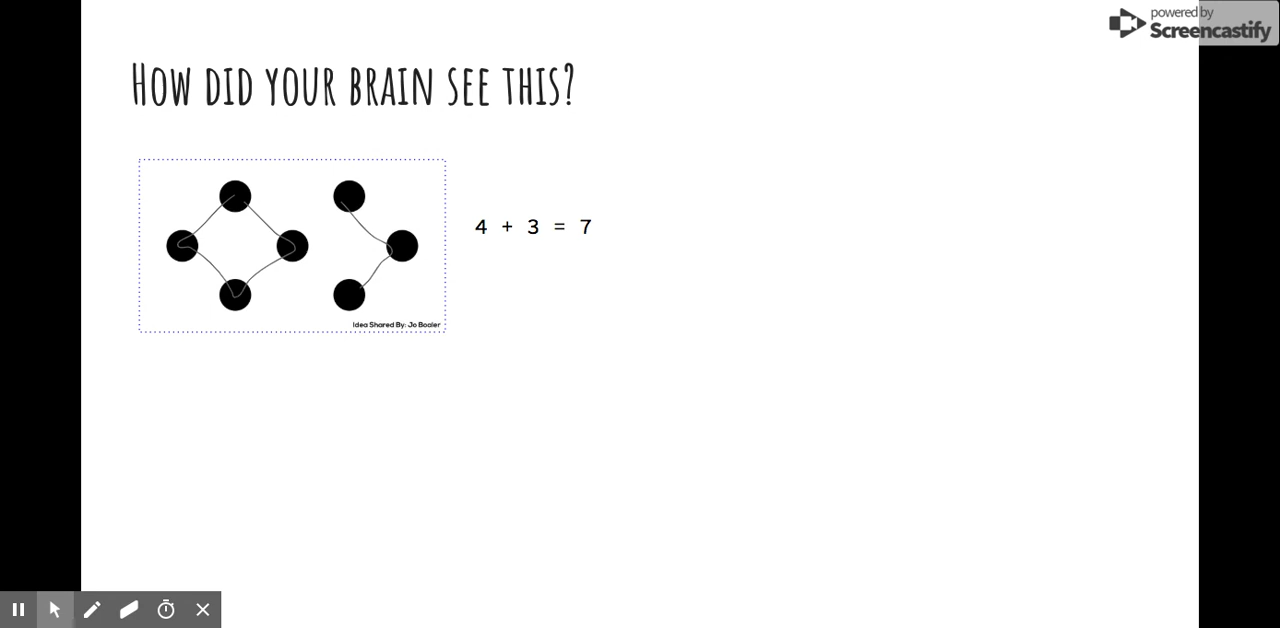 powered by
Screencastify
How did your brain see this?
4 + 3 = 7
Idea Shared By: Jo Boaler